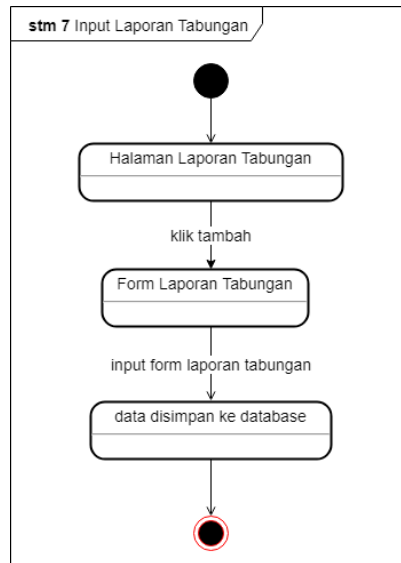 stm 7 Input Laporan Tabungan
Halaman Laporan Tabungan
klik tambah
Form Laporan Tabungan
input form laporan tabungan
data disimpan ke database